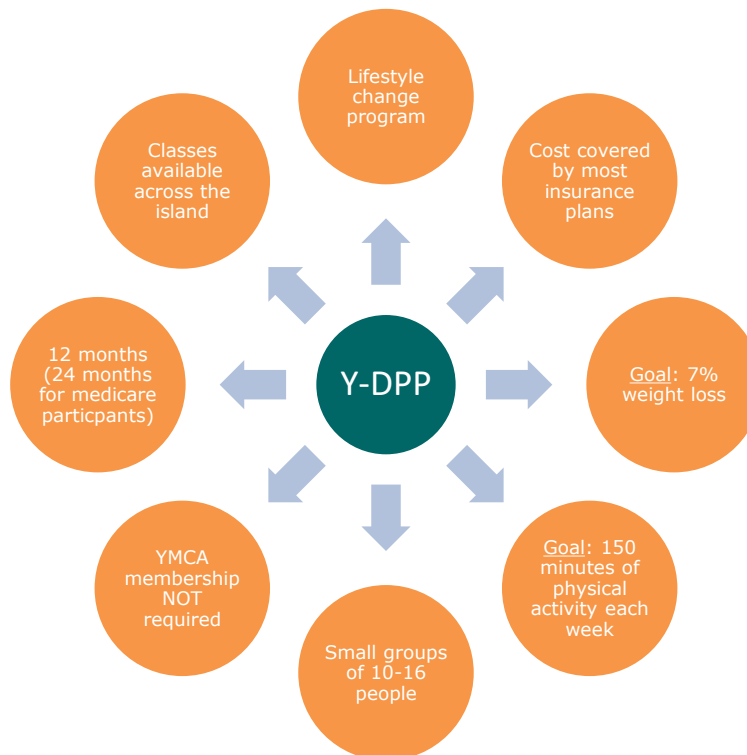 Lifestyle
change
program
Cost covered
by most
insurance
plans
Goal: 7%
weight loss
Goal: 150
minutes of
physical
activity each
week
Small groups
of 10-16
people
YMCA
membership
NOT
required
12 months
(24 months
for medicare
particpants)
Classes
available
across the
island
Y-DPP